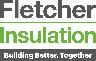 Fletcher
Insulation
Building Better. Together